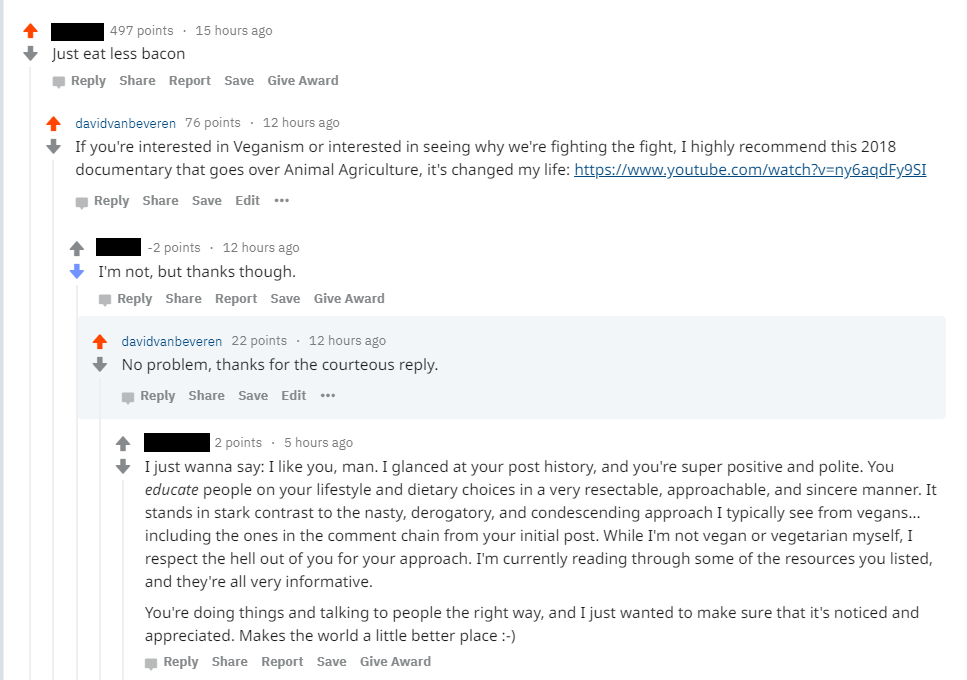 497 points · 15 hours ago
Just eat less bacon
Reply Share Report Save Give Award
davidvanbeveren 76 points · 12 hours ago
If you're interested in Veganism or interested in seeing why we're fighting the fight, I highly recommend this 2018
documentary that goes over Animal Agriculture, it's changed my life: https://www.youtube.com/watch?v=ny6aqdFy9SI
Reply Share Save Edit •••
-2 points · 12 hours ago
I'm not, but thanks though.
Reply Share Report Save Give Award
davidvanbeveren 22 points · 12 hours ago
No problem, thanks for the courteous reply.
Reply Share Save Edit •••
2 points · 5 hours ago
I just wanna say: I like you, man. I glanced at your post history, and you're super positive and polite. You
educate people on your lifestyle and dietary choices in a very resectable, approachable, and sincere manner. It
stands in stark contrast to the nasty, derogatory, and condescending approach I typically see from vegans...
including the ones in the comment chain from your initial post. While I'm not vegan or vegetarian myself, I
respect the hell out of you for your approach. I'm currently reading through some of the resources you listed,
and they're all very informative.
You're doing things and talking to people the right way, and I just wanted to make sure that it's noticed and
appreciated. Makes the world a little better place :-)
Reply Share Report Save Give Award